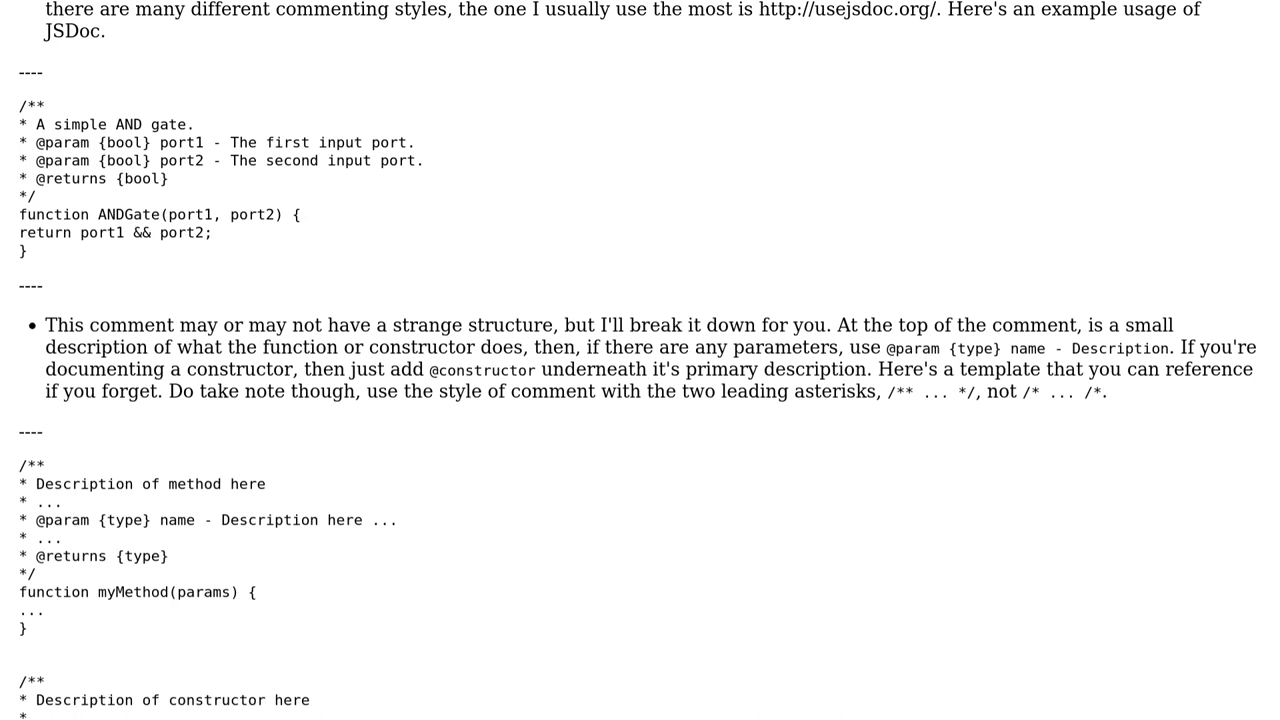 there are many different commenting styles, the one I usually use the most is http://usejsdoc.org/. Here's an example usage of
JSDoc.
----
/**
* A simple AND gate.
* @param {bool} port1 - The first input port.
* @param {bool} port2 - The second input port.
* @returns {bool}
*/
function ANDGate(port1, port2) {
return port1 && port2;
}
----
• This comment may or may not have a strange structure, but I'll break it down for you. At the top of the comment, is a small
description of what the function or constructor does, then, if there are any parameters, use @param {type} name - Description. If you're
documenting a constructor, then just add @constructor underneath it's primary description. Here's a template that you can reference
if you forget. Do take note though, use the style of comment with the two leading asterisks, /** ... */, not /* ... /*.
----
/**
* Description of method here
* ...
* @param {type} name - Description here ...
* ...
* @returns {type}
*/
function myMethod(params) {
...
}
/**
* Description of constructor here
*